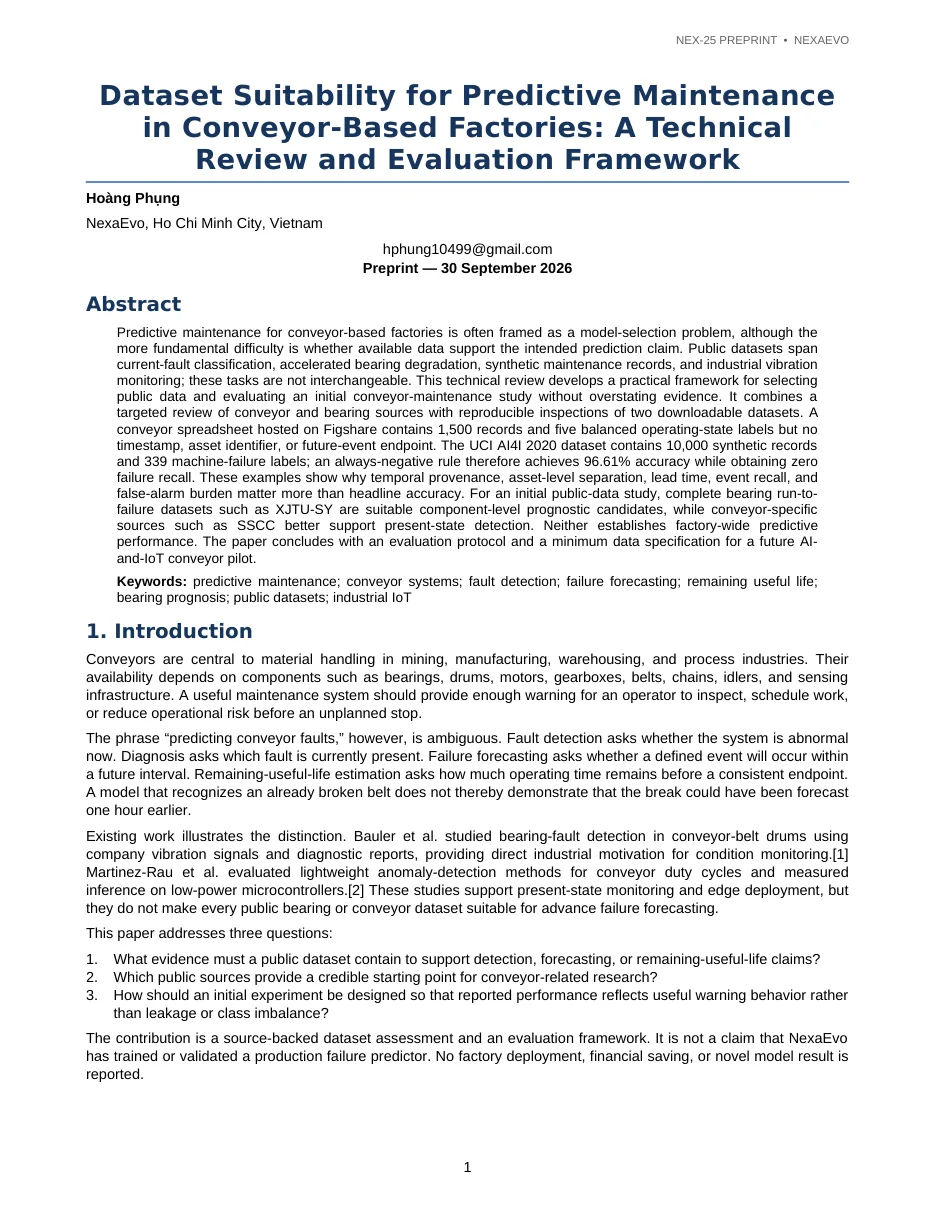 NEX-25 PREPRINT • NEXAEVO
Dataset Suitability for Predictive Maintenance
in Conveyor-Based Factories: A Technical
Review and Evaluation Framework
Hoàng Phụng
NexaEvo, Ho Chi Minh City, Vietnam
hphung10499@gmail.com
Preprint — 30 September 2026
Abstract
Predictive maintenance for conveyor-based factories is often framed as a model-selection problem, although the
more fundamental difficulty is whether available data support the intended prediction claim. Public datasets span
current-fault classification, accelerated bearing degradation, synthetic maintenance records, and industrial vibration
monitoring; these tasks are not interchangeable. This technical review develops a practical framework for selecting
public data and evaluating an initial conveyor-maintenance study without overstating evidence. It combines a
targeted review of conveyor and bearing sources with reproducible inspections of two downloadable datasets. A
conveyor spreadsheet hosted on Figshare contains 1,500 records and five balanced operating-state labels but no
timestamp, asset identifier, or future-event endpoint. The UCI AI4I 2020 dataset contains 10,000 synthetic records
and 339 machine-failure labels; an always-negative rule therefore achieves 96.61% accuracy while obtaining zero
failure recall. These examples show why temporal provenance, asset-level separation, lead time, event recall, and
false-alarm burden matter more than headline accuracy. For an initial public-data study, complete bearing run-to-
failure datasets such as XJTU-SY are suitable component-level prognostic candidates, while conveyor-specific
sources such as SSCC better support present-state detection. Neither establishes factory-wide predictive
performance. The paper concludes with an evaluation protocol and a minimum data specification for a future AI-
and-IoT conveyor pilot.
Keywords: predictive maintenance; conveyor systems; fault detection; failure forecasting; remaining useful life;
bearing prognosis; public datasets; industrial IoT
1. Introduction
Conveyors are central to material handling in mining, manufacturing, warehousing, and process industries. Their
availability depends on components such as bearings, drums, motors, gearboxes, belts, chains, idlers, and sensing
infrastructure. A useful maintenance system should provide enough warning for an operator to inspect, schedule work,
or reduce operational risk before an unplanned stop.
The phrase “predicting conveyor faults,” however, is ambiguous. Fault detection asks whether the system is abnormal
now. Diagnosis asks which fault is currently present. Failure forecasting asks whether a defined event will occur within
a future interval. Remaining-useful-life estimation asks how much operating time remains before a consistent endpoint.
A model that recognizes an already broken belt does not thereby demonstrate that the break could have been forecast
one hour earlier.
Existing work illustrates the distinction. Bauler et al. studied bearing-fault detection in conveyor-belt drums using
company vibration signals and diagnostic reports, providing direct industrial motivation for condition monitoring.[1]
Martinez-Rau et al. evaluated lightweight anomaly-detection methods for conveyor duty cycles and measured
inference on low-power microcontrollers.[2] These studies support present-state monitoring and edge deployment, but
they do not make every public bearing or conveyor dataset suitable for advance failure forecasting.
This paper addresses three questions:
1. What evidence must a public dataset contain to support detection, forecasting, or remaining-useful-life claims?
2. Which public sources provide a credible starting point for conveyor-related research?
3. How should an initial experiment be designed so that reported performance reflects useful warning behavior rather
than leakage or class imbalance?
The contribution is a source-backed dataset assessment and an evaluation framework. It is not a claim that NexaEvo
has trained or validated a production failure predictor. No factory deployment, financial saving, or novel model result is
reported.
1